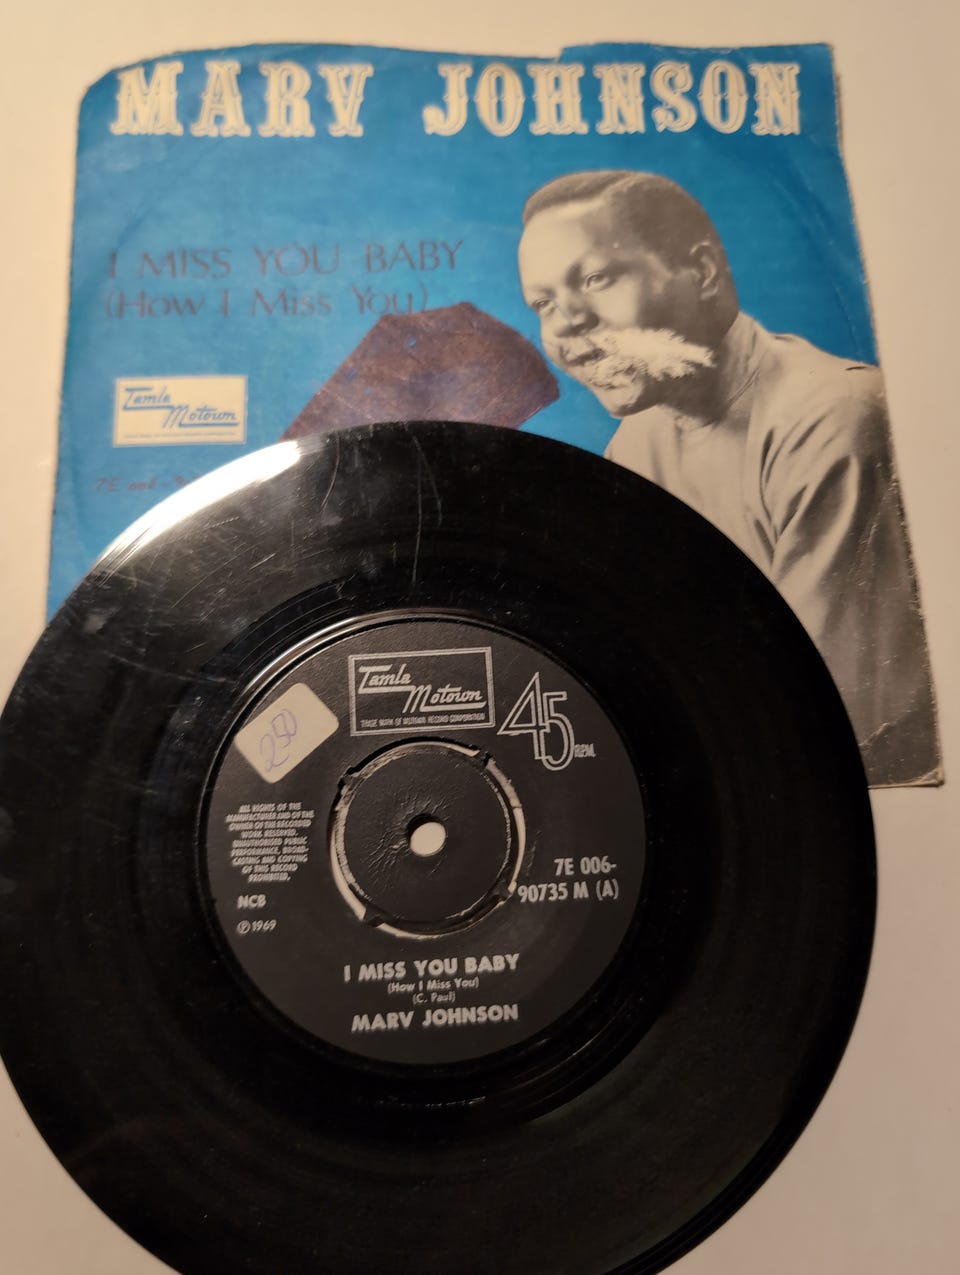 MARV JOHNSON
I MISS YOU BABY
(How I Miss You)
Tamla
Motown
7E 006-
Tamla
Motown
TRADE MARK OF MOTOWN RECORD CORPORATION
45
RPM
250
ALL RIGHTS OF THE
MANUFACTURER AND OF THE
OWNER OF THE RECORDED
WORK RESERVED.
UNAUTHORISED PUBLIC
PERFORMANCE, BROAD-
CASTING AND COPYING
OF THIS RECORD
PROHIBITED.
NCB
℗ 1969
7E 006-
90735 M (A)
I MISS YOU BABY
(How I Miss You)
(C. Paul)
MARV JOHNSON